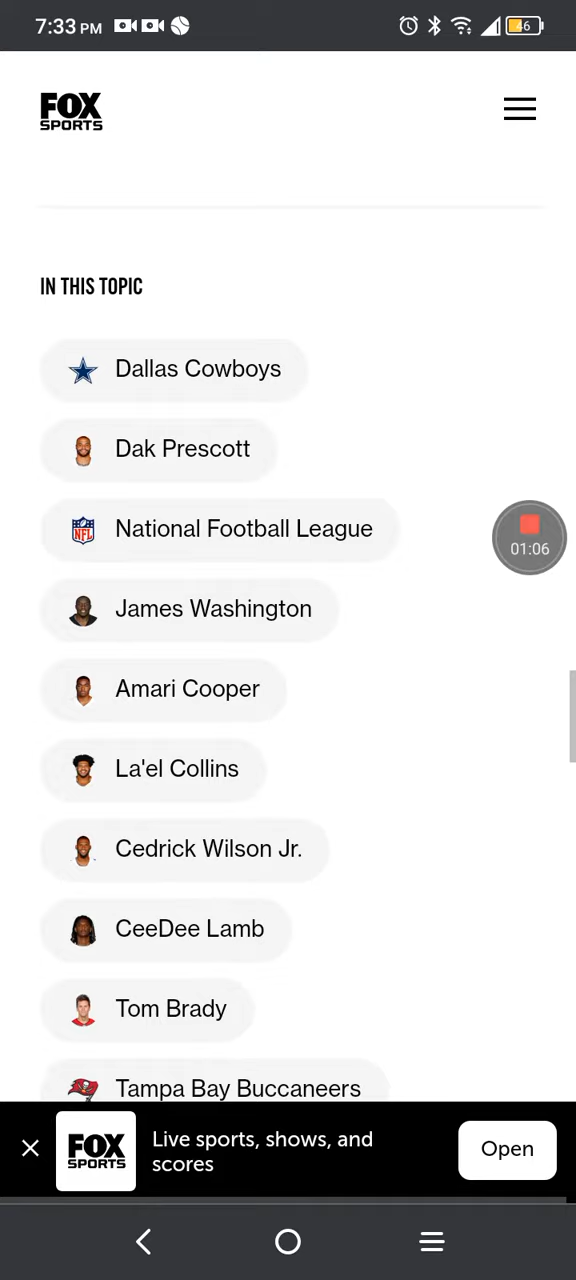 7:33 PM
46
FOX
SPORTS
IN THIS TOPIC
Dallas Cowboys
Dak Prescott
NFL
National Football League
01:06
James Washington
Amari Cooper
La'el Collins
Cedrick Wilson Jr.
CeeDee Lamb
Tom Brady
Tampa Bay Buccaneers
FOX
SPORTS
Live sports, shows, and
scores
Open